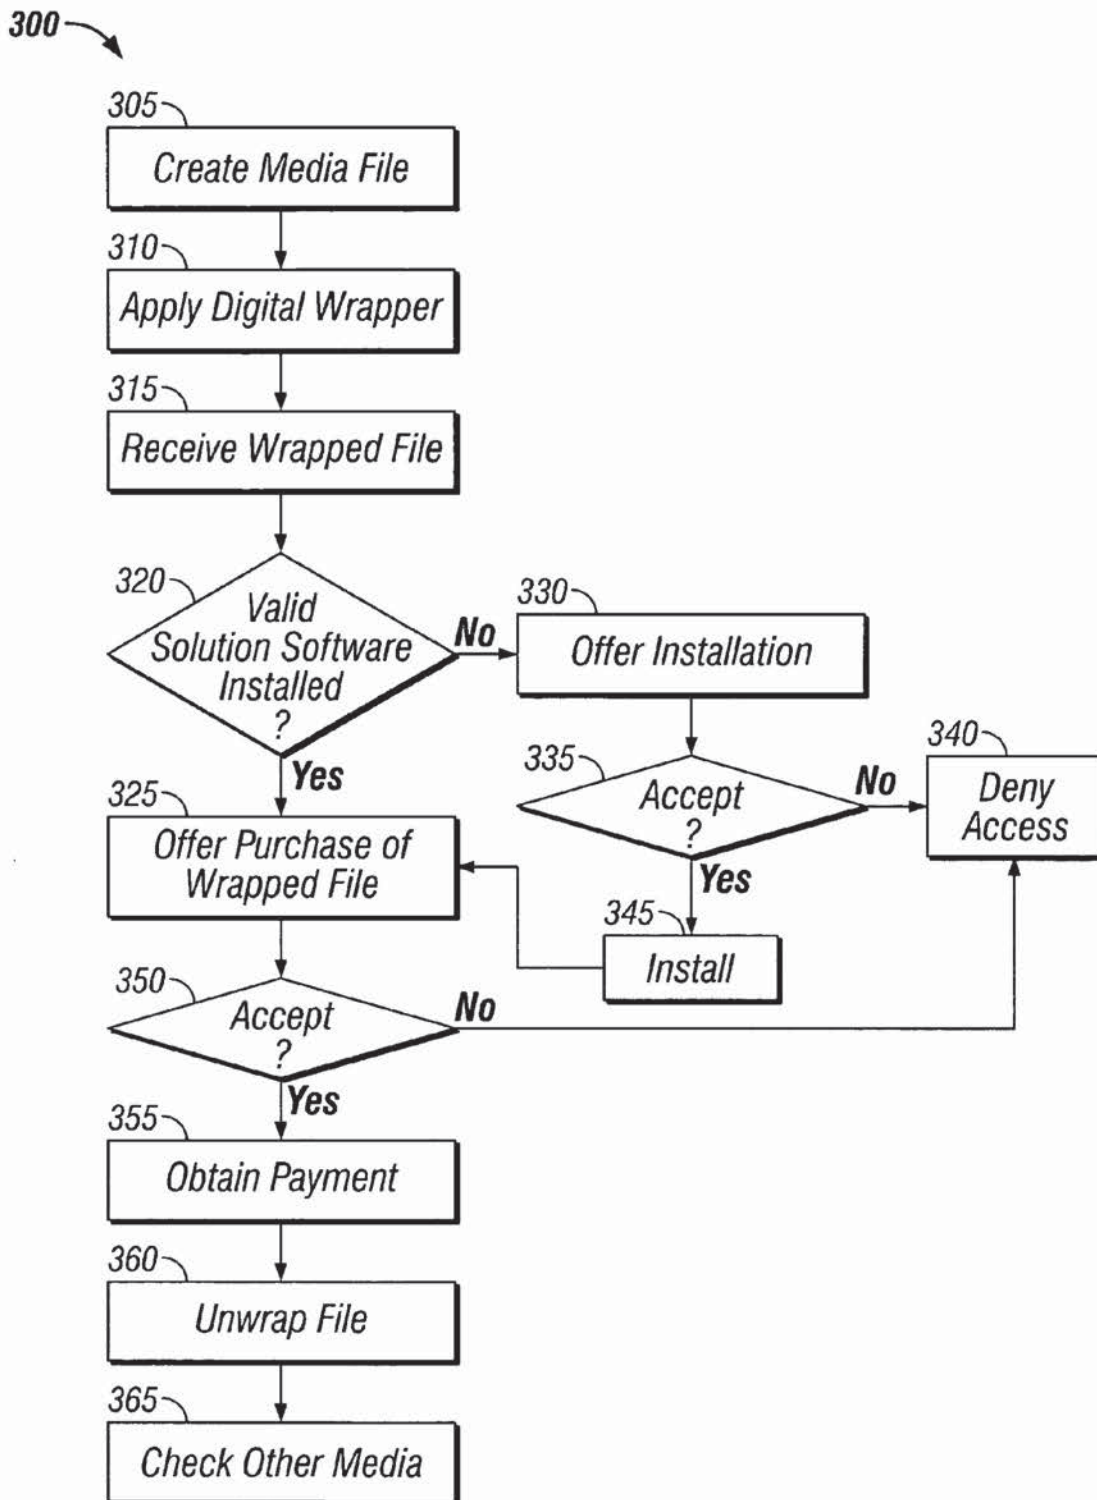 300
305
Create Media File
310
Apply Digital Wrapper
315
Receive Wrapped File
320
Valid
Solution Software
Installed
?
No
330
Offer Installation
Yes
335
Accept
?
No
340
Deny
Access
325
Offer Purchase of
Wrapped File
Yes
345
Install
350
Accept
?
No
Yes
355
Obtain Payment
360
Unwrap File
365
Check Other Media